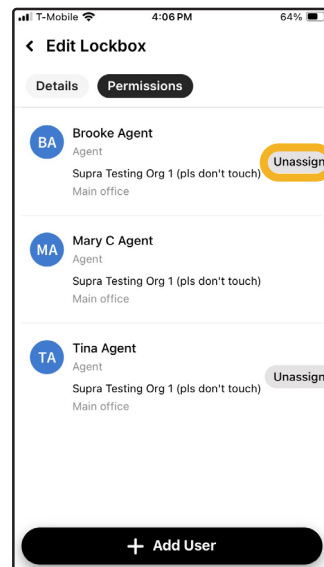 T-Mobile 4:06 PM 64%
Edit Lockbox
Details Permissions
BA Brooke Agent
Agent
Supra Testing Org 1 (pls don't touch) Unassign
Main office
MA Mary C Agent
Agent
Supra Testing Org 1 (pls don't touch)
Main office
TA Tina Agent
Agent
Supra Testing Org 1 (pls don't touch) Unassign
Main office
+ Add User